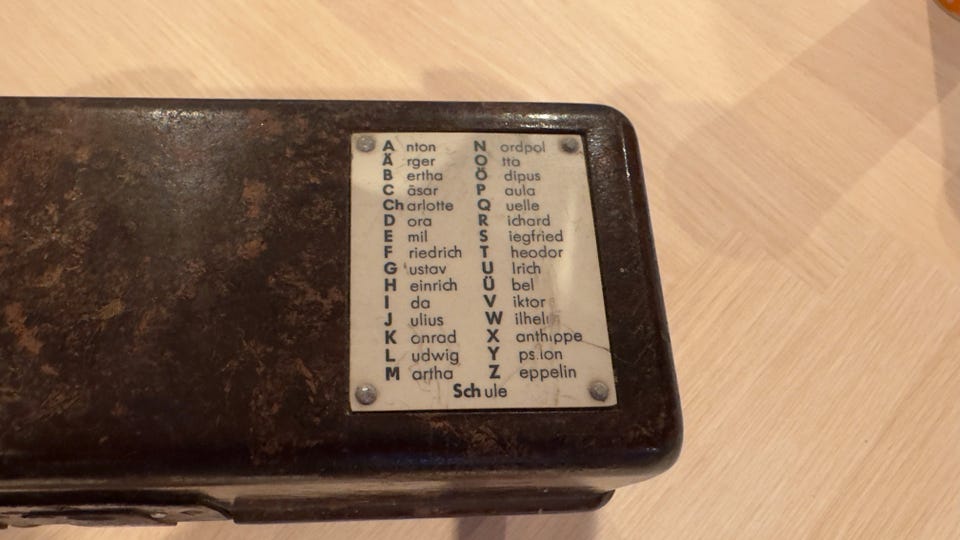 A nton
Ä rger
B ertha
C äsar
Ch arlotte
D ora
E mil
F riedrich
G ustav
H einrich
I da
J ulius
K onrad
L udwig
M artha
N ordpol
O tto
Ö dipus
P aula
Q uelle
R ichard
S iegfried
T heodor
U lrich
Ü bel
V iktor
W ilhelm
X anthippe
Y psilon
Z eppelin
Sch ule